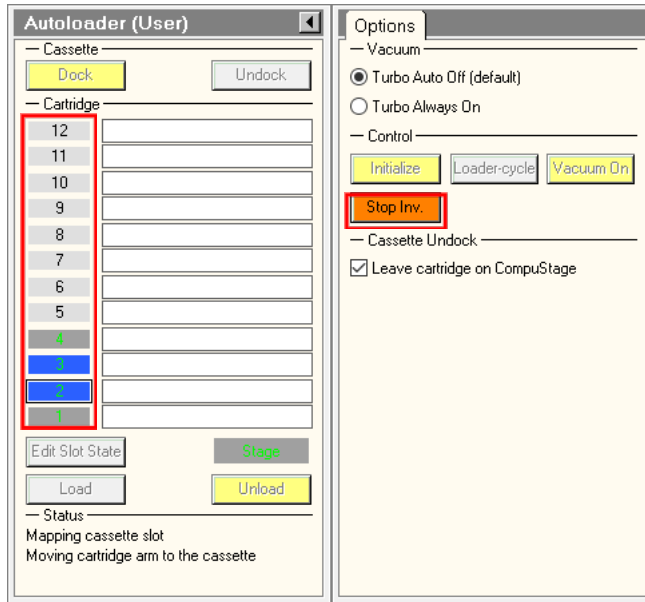 Autoloader (User)
Cassette
Dock
Undock
Cartridge
12
11
10
9
8
7
6
5
4
3
2
1
Edit Slot State
Stage
Load
Unload
Status
Mapping cassette slot
Moving cartridge arm to the cassette
Options
Vacuum
Turbo Auto Off (default)
Turbo Always On
Control
Initialize
Loader-cycle
Vacuum On
Stop Inv.
Cassette Undock
Leave cartridge on CompuStage